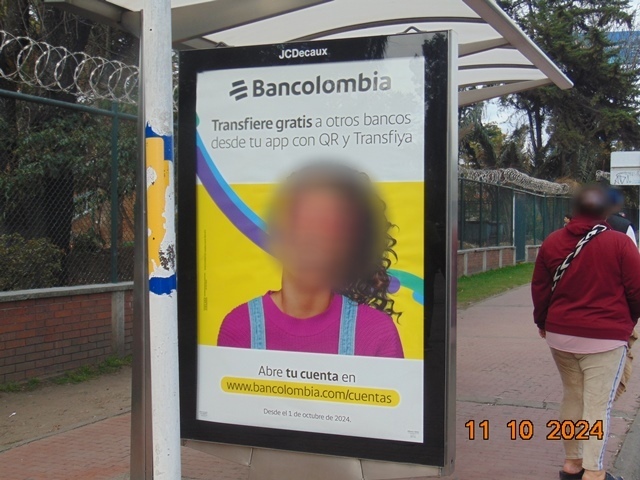 JCDecaux
Bancolombia
Transfiere gratis a otros bancos
desde tu app con QR y Transfiya
Abre tu cuenta en
www.bancolombia.com/cuentas
Desde el 1 de octubre de 2024.
11 10 2024